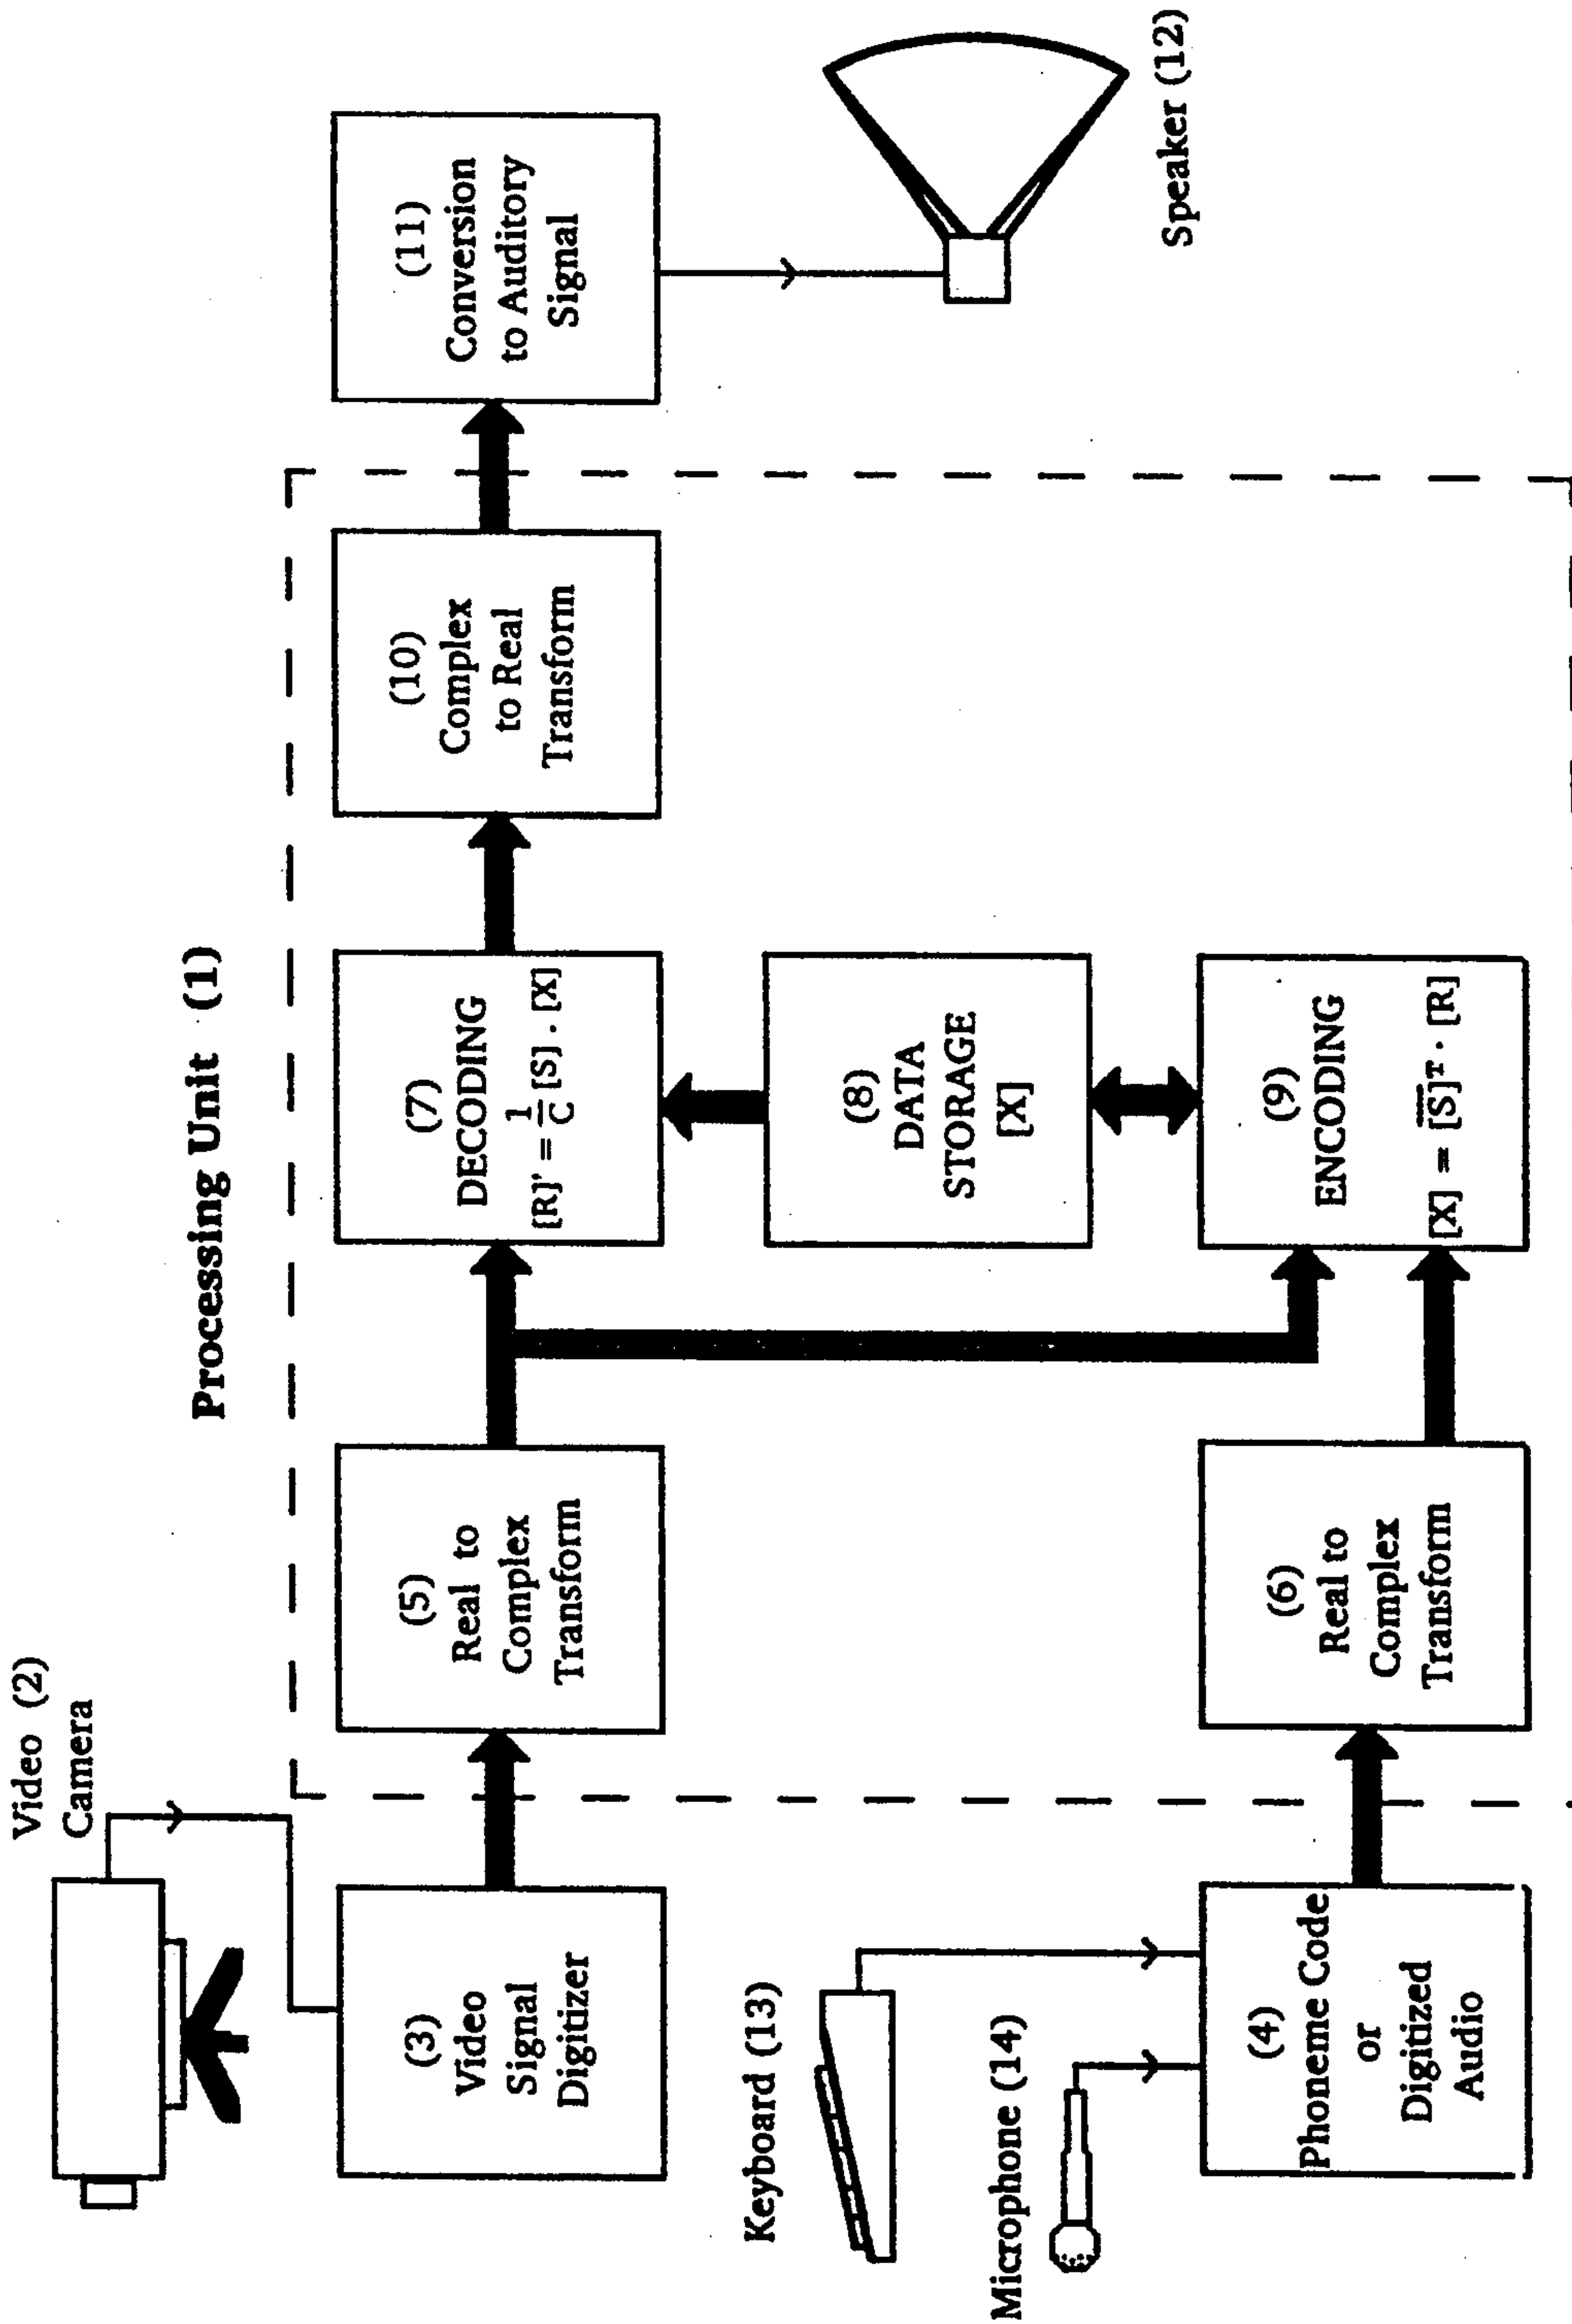 Processing Unit (1)
Video (2)
Camera
(3)
Video
Signal
Digitizer
(5)
Real to
Complex
Transform
(7)
DECODING
[R]' = 1/C [S] . [X]
(10)
Complex
to Real
Transform
(11)
Conversion
to Auditory
Signal
Speaker (12)
(8)
DATA
STORAGE
[X]
Keyboard (13)
Microphone (14)
(4)
Phoneme Code
or
Digitized
Audio
(6)
Real to
Complex
Transform
(9)
ENCODING
[X] = [S̅]ᵀ · [R]